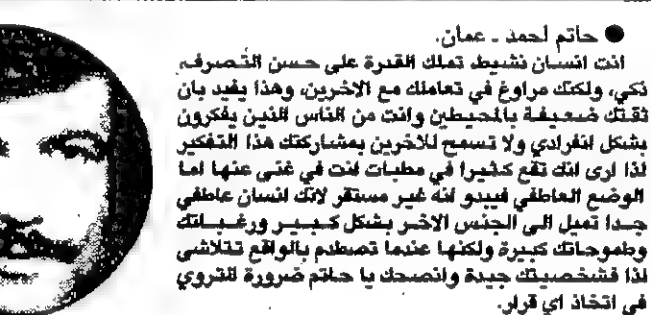 ● حاتم احمد ـ عمان.
انت انسان نشيط تملك القدرة على حسن التصرف،
ذكي، ولكنك مراوغ في تعاملك مع الاخرين، وهذا يفيد بان
ثقتك ضعيفة بالمحيطين وانت من الناس الذين يفكرون
بشكل انفرادي ولا تسمح للاخرين بمشاركتك هذا التفكير
لذا ارى انك تقع كثيرا في مطبات انت في غنى عنها اما
الوضع العاطفي فيبدو انه غير مستقر لانك انسان عاطفي
جدا تميل الى الجنس الاخر بشكل كبير ورغباتك
وطموحاتك كبيرة ولكنها عندما تصطدم بالواقع تتلاشى
لذا فشخصيتك جيدة وانصحك يا حاتم ضرورة التروي
في اتخاذ اي قرار.